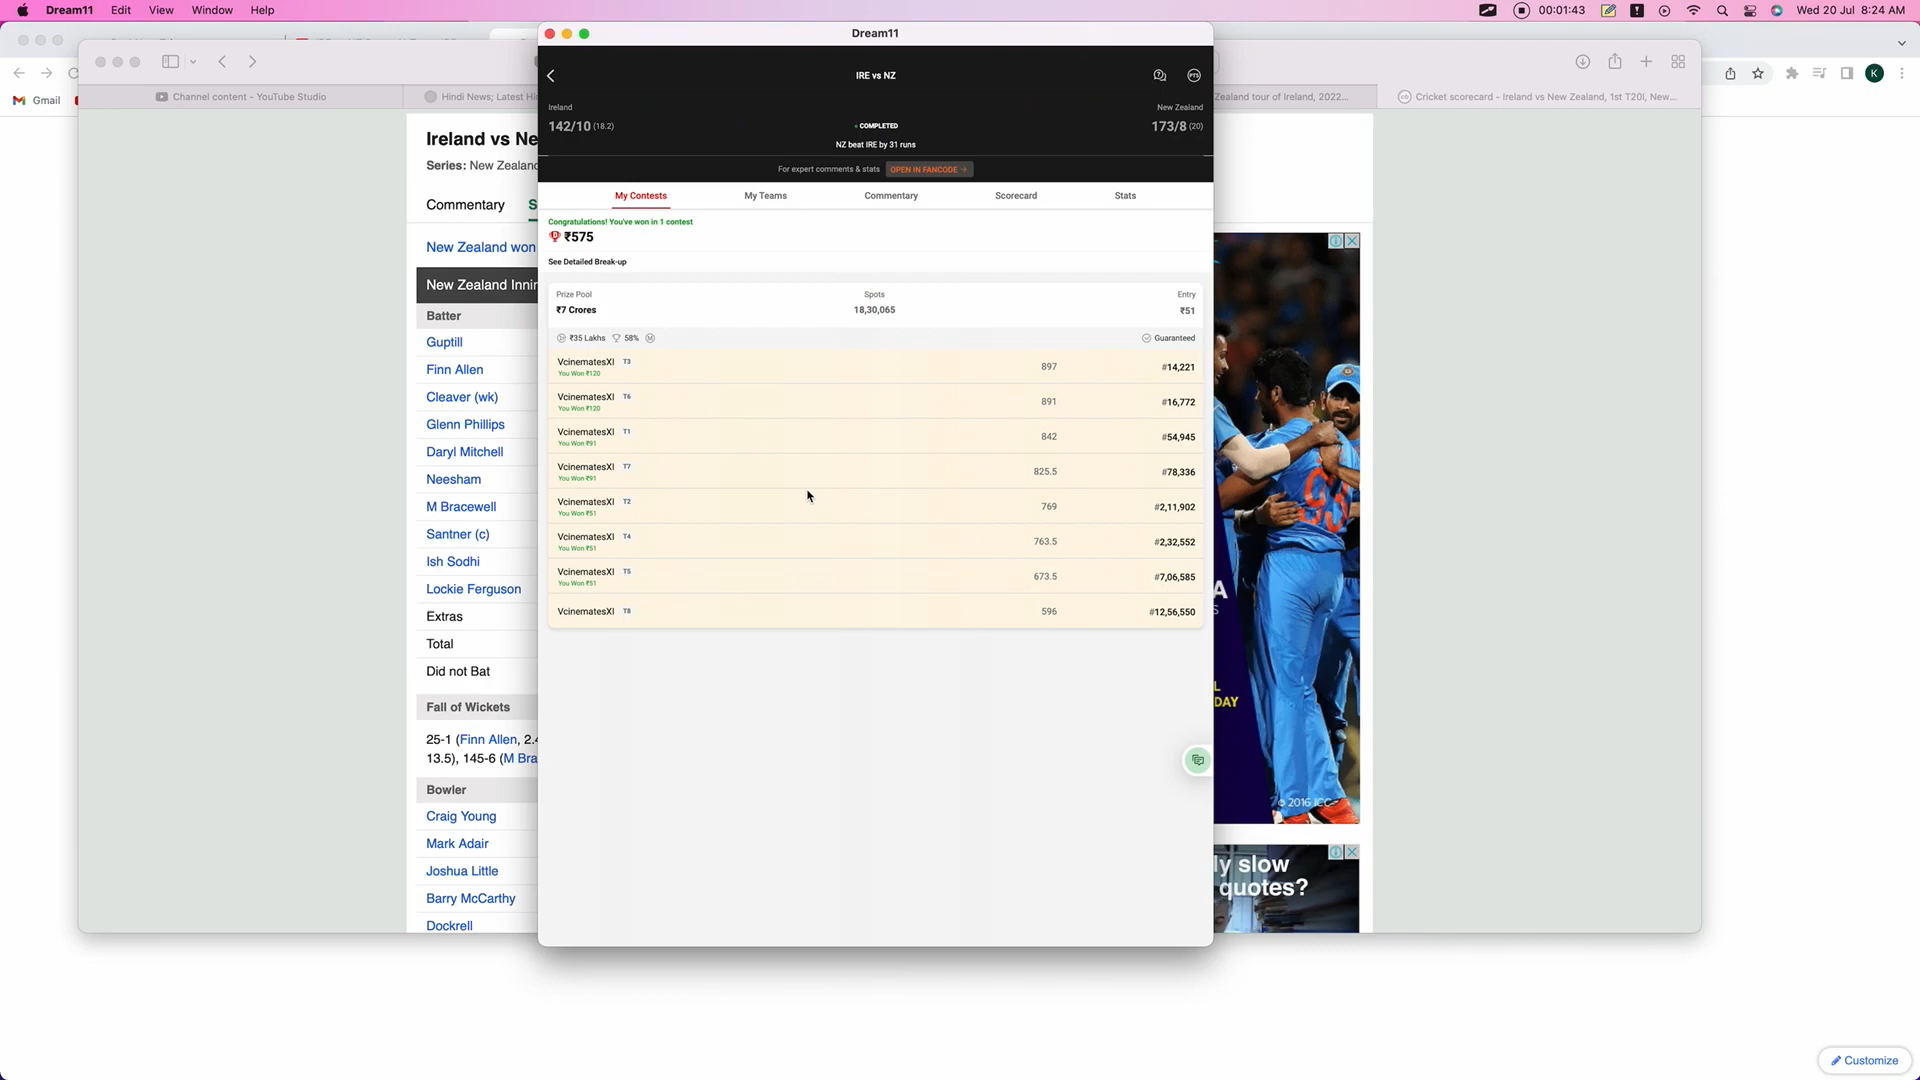 Dream11 Edit View Window Help
00:01:43 Wed 20 Jul 8:24 AM
Dream11
Gmail
Channel content - YouTube Studio
Hindi News; Latest Hi
Zealand tour of Ireland, 2022...
Cricket scorecard - Ireland vs New Zealand, 1st T20I, New...
K
IRE vs NZ
PTS
Ireland
New Zealand
142/10 (18.2)
COMPLETED
173/8 (20)
NZ beat IRE by 31 runs
For expert comments & stats OPEN IN FANCODE
My Contests My Teams Commentary Scorecard Stats
Congratulations! You've won in 1 contest
₹575
See Detailed Break-up
Prize Pool Spots Entry
₹7 Crores 18,30,065 ₹51
₹35 Lakhs 58% M Guaranteed
VcinematesXI T3 897 #14,221
You Won ₹120
VcinematesXI T6 891 #16,772
You Won ₹120
VcinematesXI T1 842 #54,945
You Won ₹91
VcinematesXI T7 825.5 #78,336
You Won ₹91
VcinematesXI T2 769 #2,11,902
You Won ₹51
VcinematesXI T4 763.5 #2,32,552
You Won ₹51
VcinematesXI T5 673.5 #7,06,585
You Won ₹51
VcinematesXI T8 596 #12,56,550
Ireland vs Ne
Series: New Zealand
Commentary S
New Zealand won
New Zealand Innin
Batter
Guptill
Finn Allen
Cleaver (wk)
Glenn Phillips
Daryl Mitchell
Neesham
M Bracewell
Santner (c)
Ish Sodhi
Lockie Ferguson
Extras
Total
Did not Bat
Fall of Wickets
25-1 (Finn Allen, 2.4
13.5), 145-6 (M Bra
Bowler
Craig Young
Mark Adair
Joshua Little
Barry McCarthy
Dockrell
A
S
L
DAY
© 2016 ICC
ly slow
quotes?
Customize